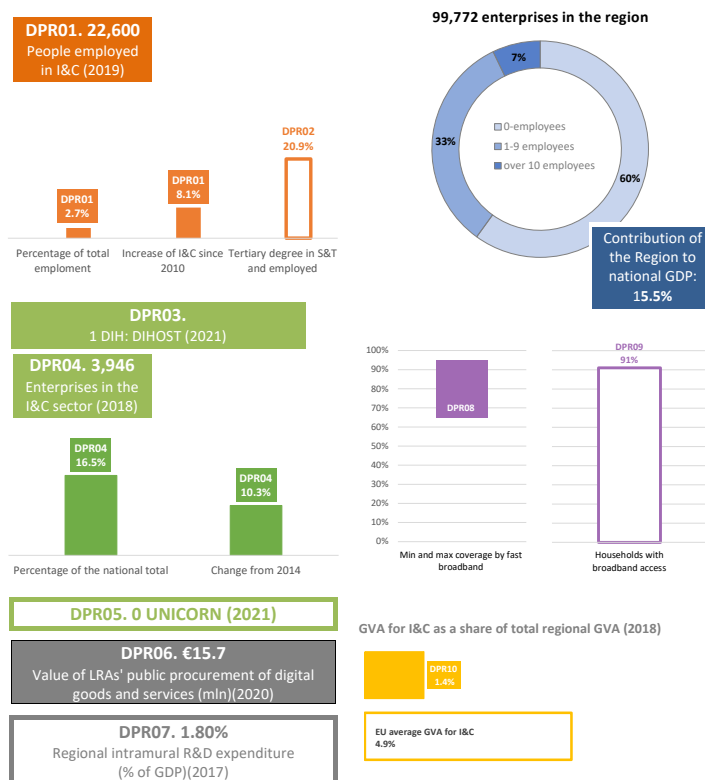 DPR01. 22,600
People employed
in I&C (2019)
DPR01
2.7%
DPR01
8.1%
DPR02
20.9%
Percentage of total
emploment
Increase of I&C since
2010
Tertiary degree in S&T
and employed
99,772 enterprises in the region
7%
33%
60%
0-employees
1-9 employees
over 10 employees
Contribution of
the Region to
national GDP:
15.5%
DPR03.
1 DIH: DIHOST (2021)
DPR04. 3,946
Enterprises in the
I&C sector (2018)
DPR04
16.5%
DPR04
10.3%
Percentage of the national total
Change from 2014
100%
90%
80%
70%
60%
50%
40%
30%
20%
10%
0%
DPR08
DPR09
91%
Min and max coverage by fast
broadband
Households with
broadband access
DPR05. 0 UNICORN (2021)
DPR06. €15.7
Value of LRAs' public procurement of digital
goods and services (mln)(2020)
DPR07. 1.80%
Regional intramural R&D expenditure
(% of GDP)(2017)
GVA for I&C as a share of total regional GVA (2018)
DPR10
1.4%
EU average GVA for I&C
4.9%